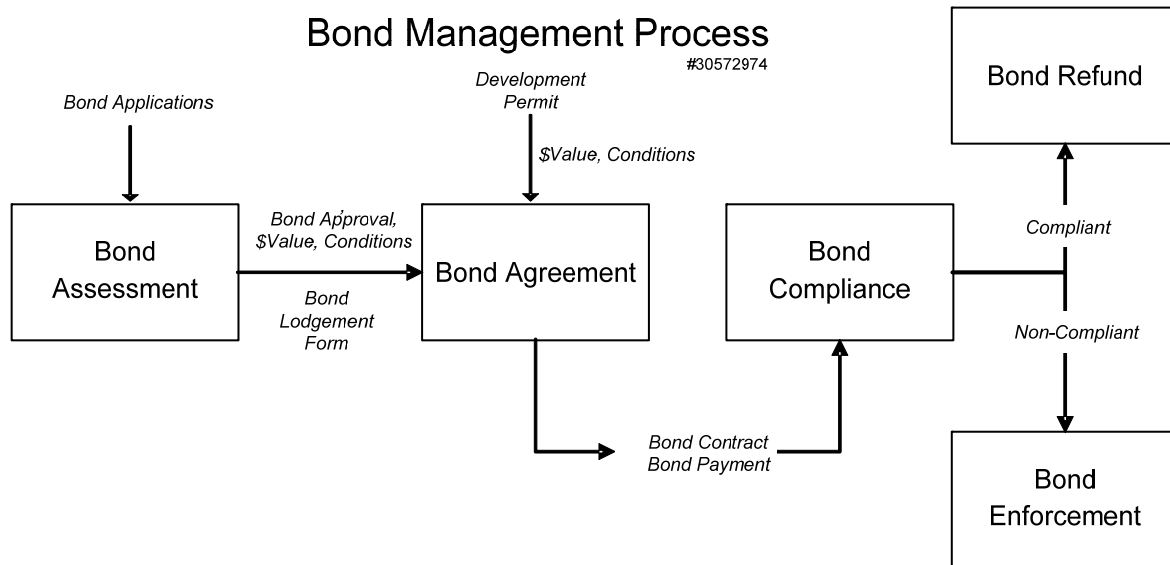 Bond Management Process
#30572974
Bond Applications
Development
Permit
$Value, Conditions
Bond
Assessment
Bond Approval,
$Value, Conditions
Bond
Lodgement
Form
Bond Agreement
Bond Contract
Bond Payment
Bond
Compliance
Compliant
Bond Refund
Non-Compliant
Bond
Enforcement